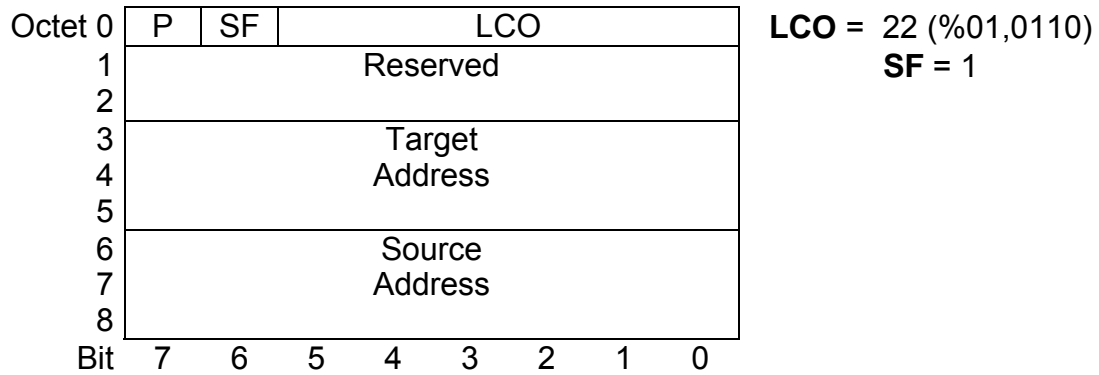 Octet 0 P SF LCO LCO = 22 (%01,0110)
1 Reserved SF = 1
2
3 Target
4 Address
5
6 Source
7 Address
8
Bit 7 6 5 4 3 2 1 0